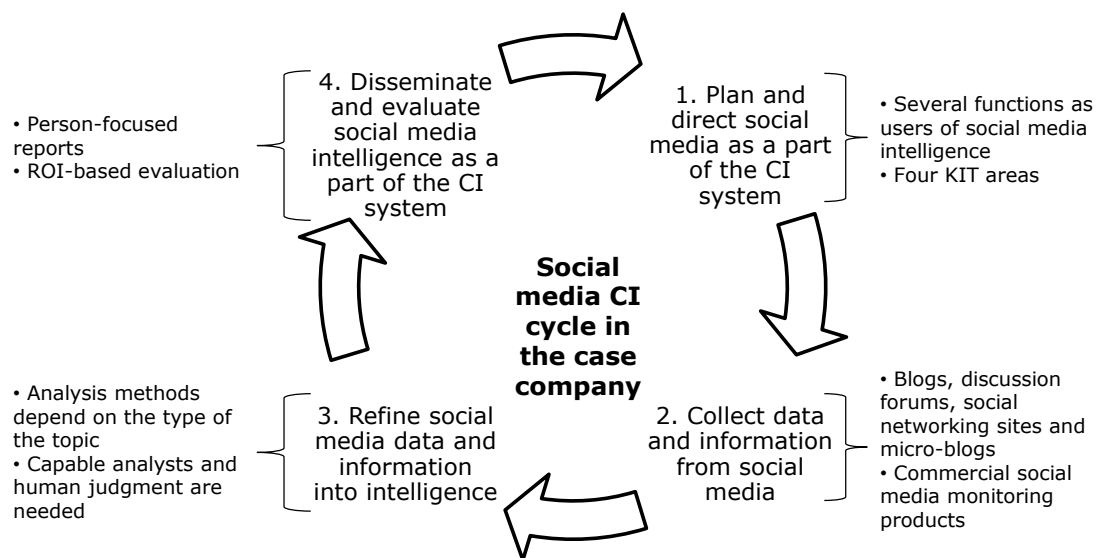 4. Disseminate
and evaluate
social media
intelligence as a
part of the CI
system
• Person-focused
reports
• ROI-based evaluation
1. Plan and
direct social
media as a part
of the CI
system
• Several functions as
users of social media
intelligence
• Four KIT areas
Social
media CI
cycle in
the case
company
• Analysis methods
depend on the type of
the topic
• Capable analysts and
human judgment are
needed
3. Refine social
media data and
information
into intelligence
2. Collect data
and information
from social
media
• Blogs, discussion
forums, social
networking sites and
micro-blogs
• Commercial social
media monitoring
products